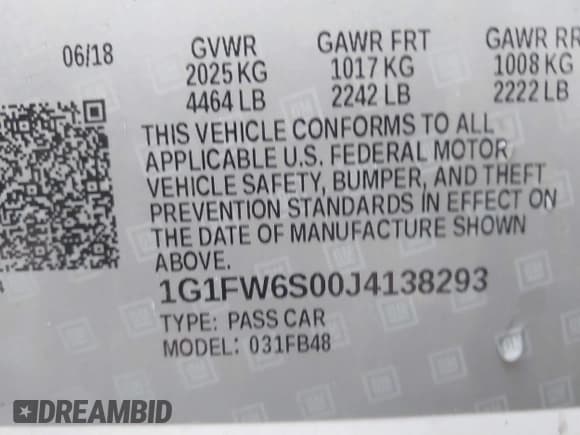 06/18
GVWR GAWR FRT GAWR RR
2025 KG 1017 KG 1008 KG
4464 LB 2242 LB 2222 LB
THIS VEHICLE CONFORMS TO ALL
APPLICABLE U.S. FEDERAL MOTOR
VEHICLE SAFETY, BUMPER, AND THEFT
PREVENTION STANDARDS IN EFFECT ON
THE DATE OF MANUFACTURE SHOWN
ABOVE.
1G1FW6S00J4138293
TYPE: PASS CAR
MODEL: 031FB48
DREAMBID